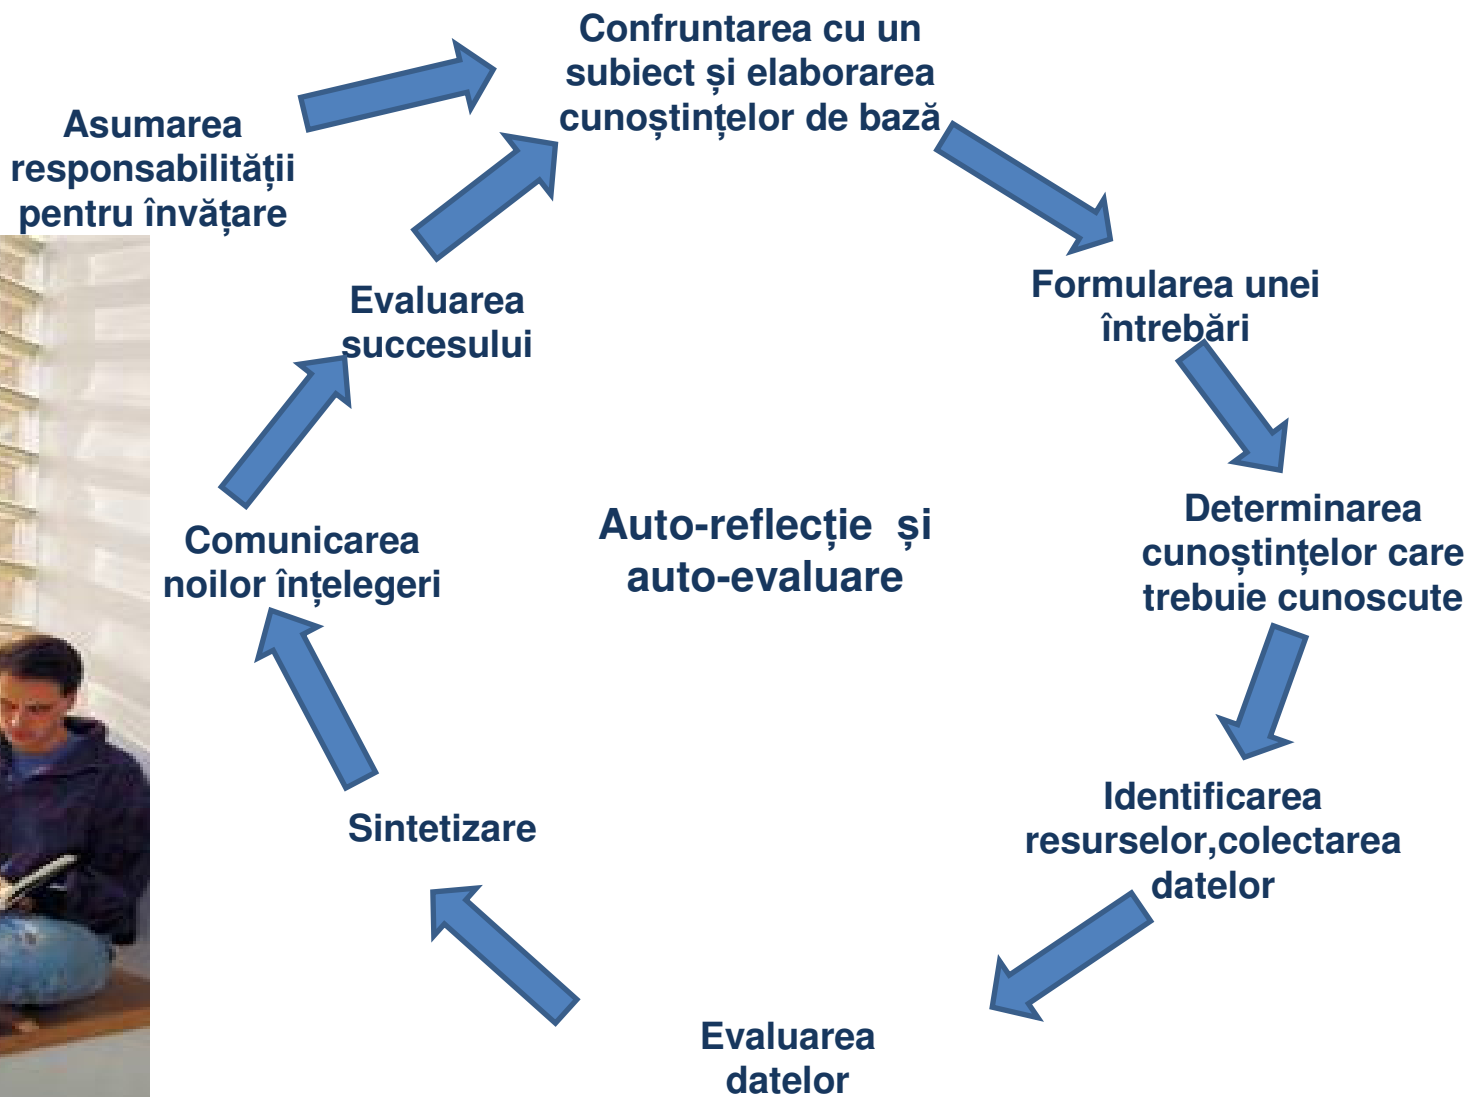 Confruntarea cu un
subiect și elaborarea
cunoștințelor de bază
Asumarea
responsabilității
pentru învățare
Formularea unei
întrebări
Evaluarea
succesului
Determinarea
cunoștințelor care
trebuie cunoscute
Auto-reflecție  și
auto-evaluare
Comunicarea
noilor înțelegeri
Identificarea
resurselor,colectarea
datelor
Sintetizare
Evaluarea
datelor